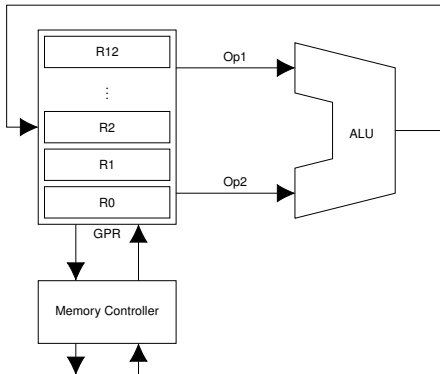 R12
Op1
⋮
R2
ALU
R1
R0
Op2
GPR
Memory Controller